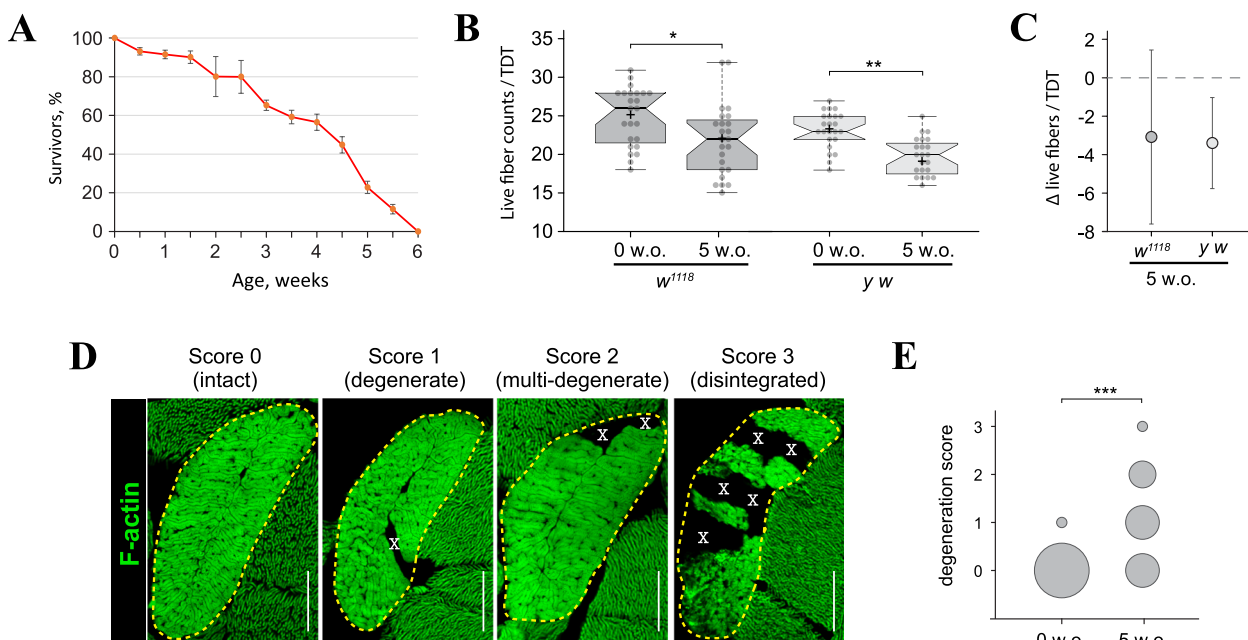 A
Survivors, %
100
80
60
40
20
0
0 1 2 3 4 5 6
Age, weeks
B
Live fiber counts / TDT
35
30
25
20
15
10
*
**
0 w.o. 5 w.o. 0 w.o. 5 w.o.
w1118 y w
C
Δ live fibers / TDT
2
0
-2
-4
-6
-8
w1118 y w
5 w.o.
D
Score 0 Score 1 Score 2 Score 3
(intact) (degenerate) (multi-degenerate) (disintegrated)
F-actin
X
X X
X X
X X
X
E
degeneration score
***
3
2
1
0
0 w.o. 5 w.o.